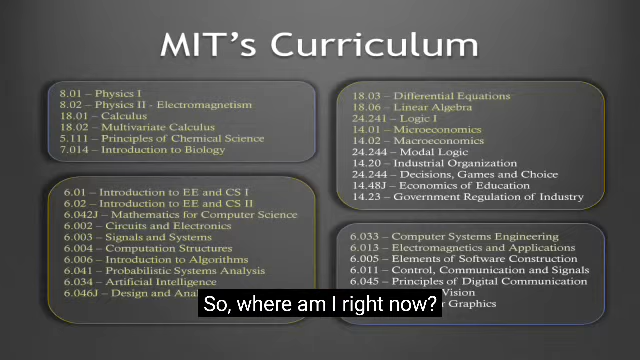 MIT's Curriculum
8.01 – Physics I
8.02 – Physics II - Electromagnetism
18.01 – Calculus
18.02 – Multivariate Calculus
5.111 – Principles of Chemical Science
7.014 – Introduction to Biology
6.01 – Introduction to EE and CS I
6.02 – Introduction to EE and CS II
6.042J – Mathematics for Computer Science
6.002 – Circuits and Electronics
6.003 – Signals and Systems
6.004 – Computation Structures
6.006 – Introduction to Algorithms
6.041 – Probabilistic Systems Analysis
6.034 – Artificial Intelligence
6.046J – Design and
18.03 – Differential Equations
18.06 – Linear Algebra
24.241 – Logic I
14.01 – Microeconomics
14.02 – Macroeconomics
24.244 – Modal Logic
14.20 – Industrial Organization
24.244 – Decisions, Games and Choice
14.48J – Economics of Education
14.23 – Government Regulation of Industry
6.033 – Computer Systems Engineering
6.013 – Electromagnetics and Applications
6.005 – Elements of Software Construction
6.011 – Control, Communication and Signals
6.045 – Principles of Digital Communication
Vision
Graphics
So, where am I right now?